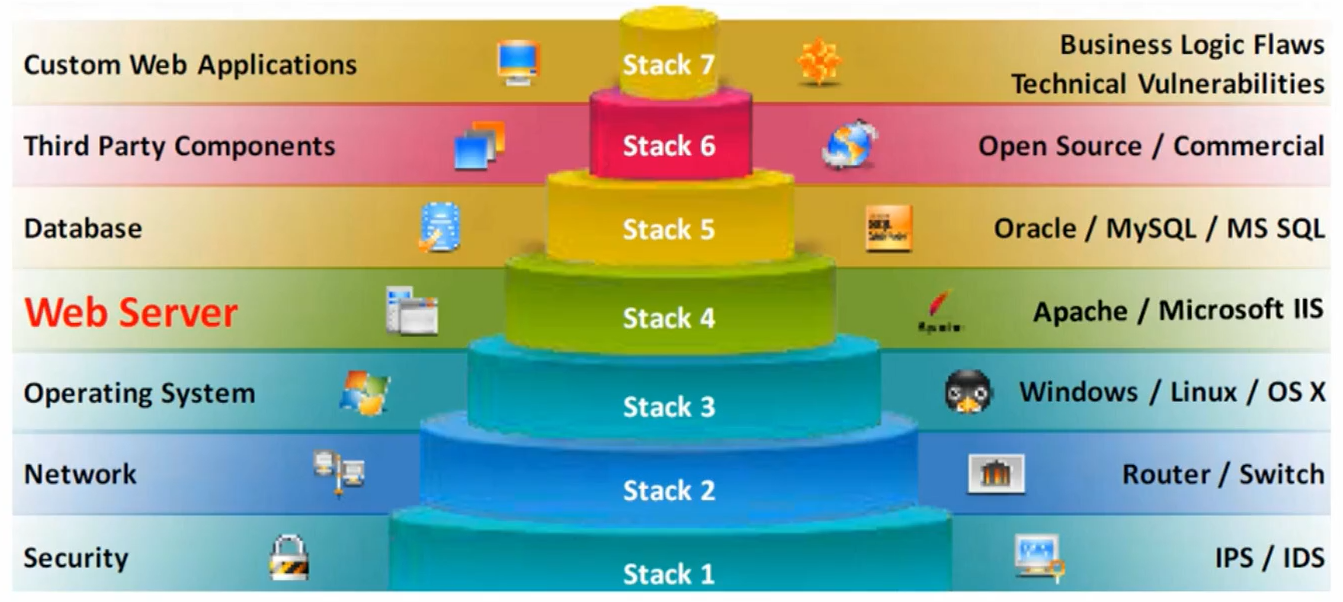 Custom Web Applications
Stack 7
Business Logic Flaws
Technical Vulnerabilities
Third Party Components
Stack 6
Open Source / Commercial
Database
Stack 5
Oracle / MySQL / MS SQL
Web Server
Stack 4
Apache / Microsoft IIS
Operating System
Stack 3
Windows / Linux / OS X
Network
Stack 2
Router / Switch
Security
Stack 1
IPS / IDS